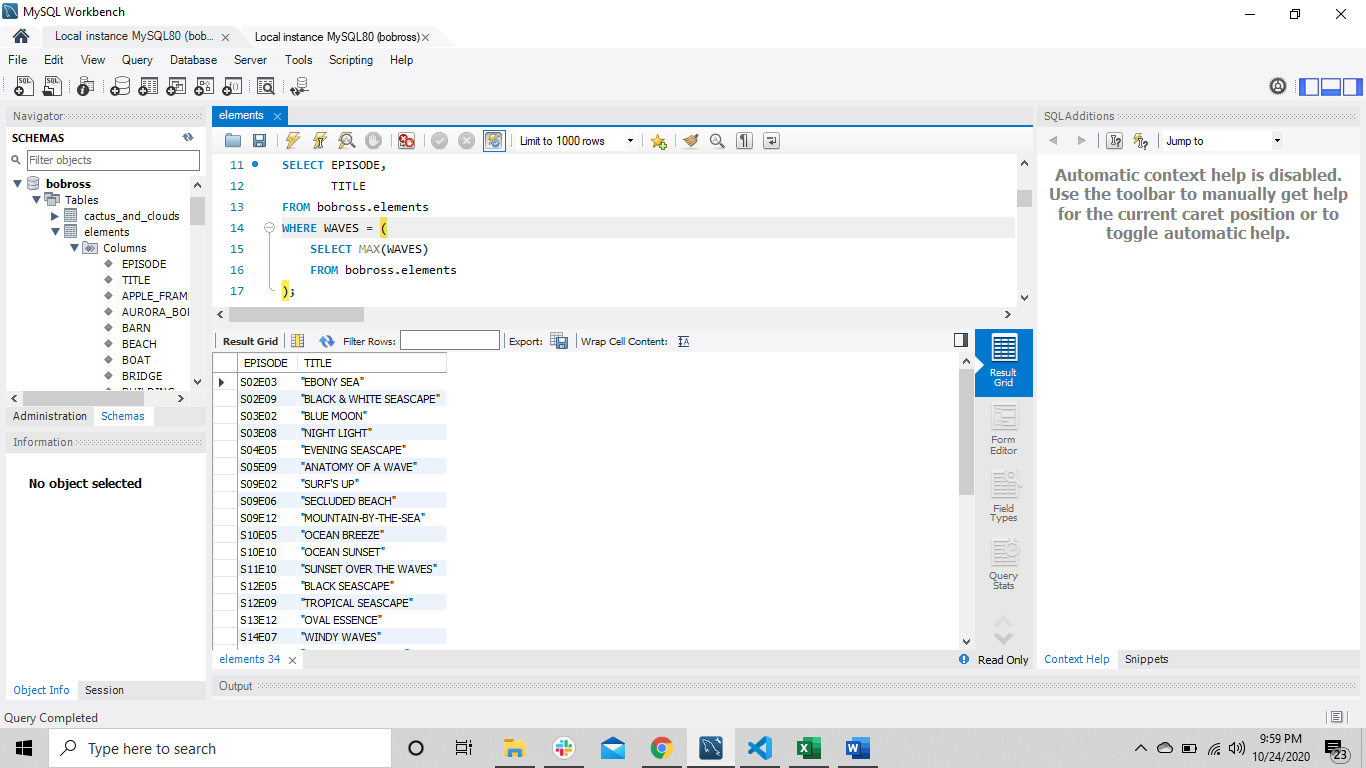 MySQL Workbench
Local instance MySQL80 (bob... ×
Local instance MySQL80 (bobross) ×
File Edit View Query Database Server Tools Scripting Help
Navigator
SCHEMAS
Filter objects
bobross
Tables
cactus_and_clouds
elements
Columns
EPISODE
TITLE
APPLE_FRAM
AURORA_BO
BARN
BEACH
BOAT
BRIDGE
Administration Schemas
Information
No object selected
Object Info Session
Query Completed
elements ×
Limit to 1000 rows
11 SELECT EPISODE,
12 TITLE
13 FROM bobross.elements
14 WHERE WAVES = (
15 SELECT MAX(WAVES)
16 FROM bobross.elements
17 );
Result Grid Filter Rows: Export: Wrap Cell Content:
EPISODE TITLE
S02E03 "EBONY SEA"
S02E09 "BLACK & WHITE SEASCAPE"
S03E02 "BLUE MOON"
S03E08 "NIGHT LIGHT"
S04E05 "EVENING SEASCAPE"
S05E09 "ANATOMY OF A WAVE"
S09E02 "SURF'S UP"
S09E06 "SECLUDED BEACH"
S09E12 "MOUNTAIN-BY-THE-SEA"
S10E05 "OCEAN BREEZE"
S10E10 "OCEAN SUNSET"
S11E10 "SUNSET OVER THE WAVES"
S12E05 "BLACK SEASCAPE"
S12E09 "TROPICAL SEASCAPE"
S13E12 "OVAL ESSENCE"
S14E07 "WINDY WAVES"
Result
Grid
Form
Editor
Field
Types
Query
Stats
elements 34 ×
Read Only
Output
SQLAdditions
Jump to
Automatic context help is disabled.
Use the toolbar to manually get help
for the current caret position or to
toggle automatic help.
Context Help Snippets
Type here to search
9:59 PM
10/24/2020
23